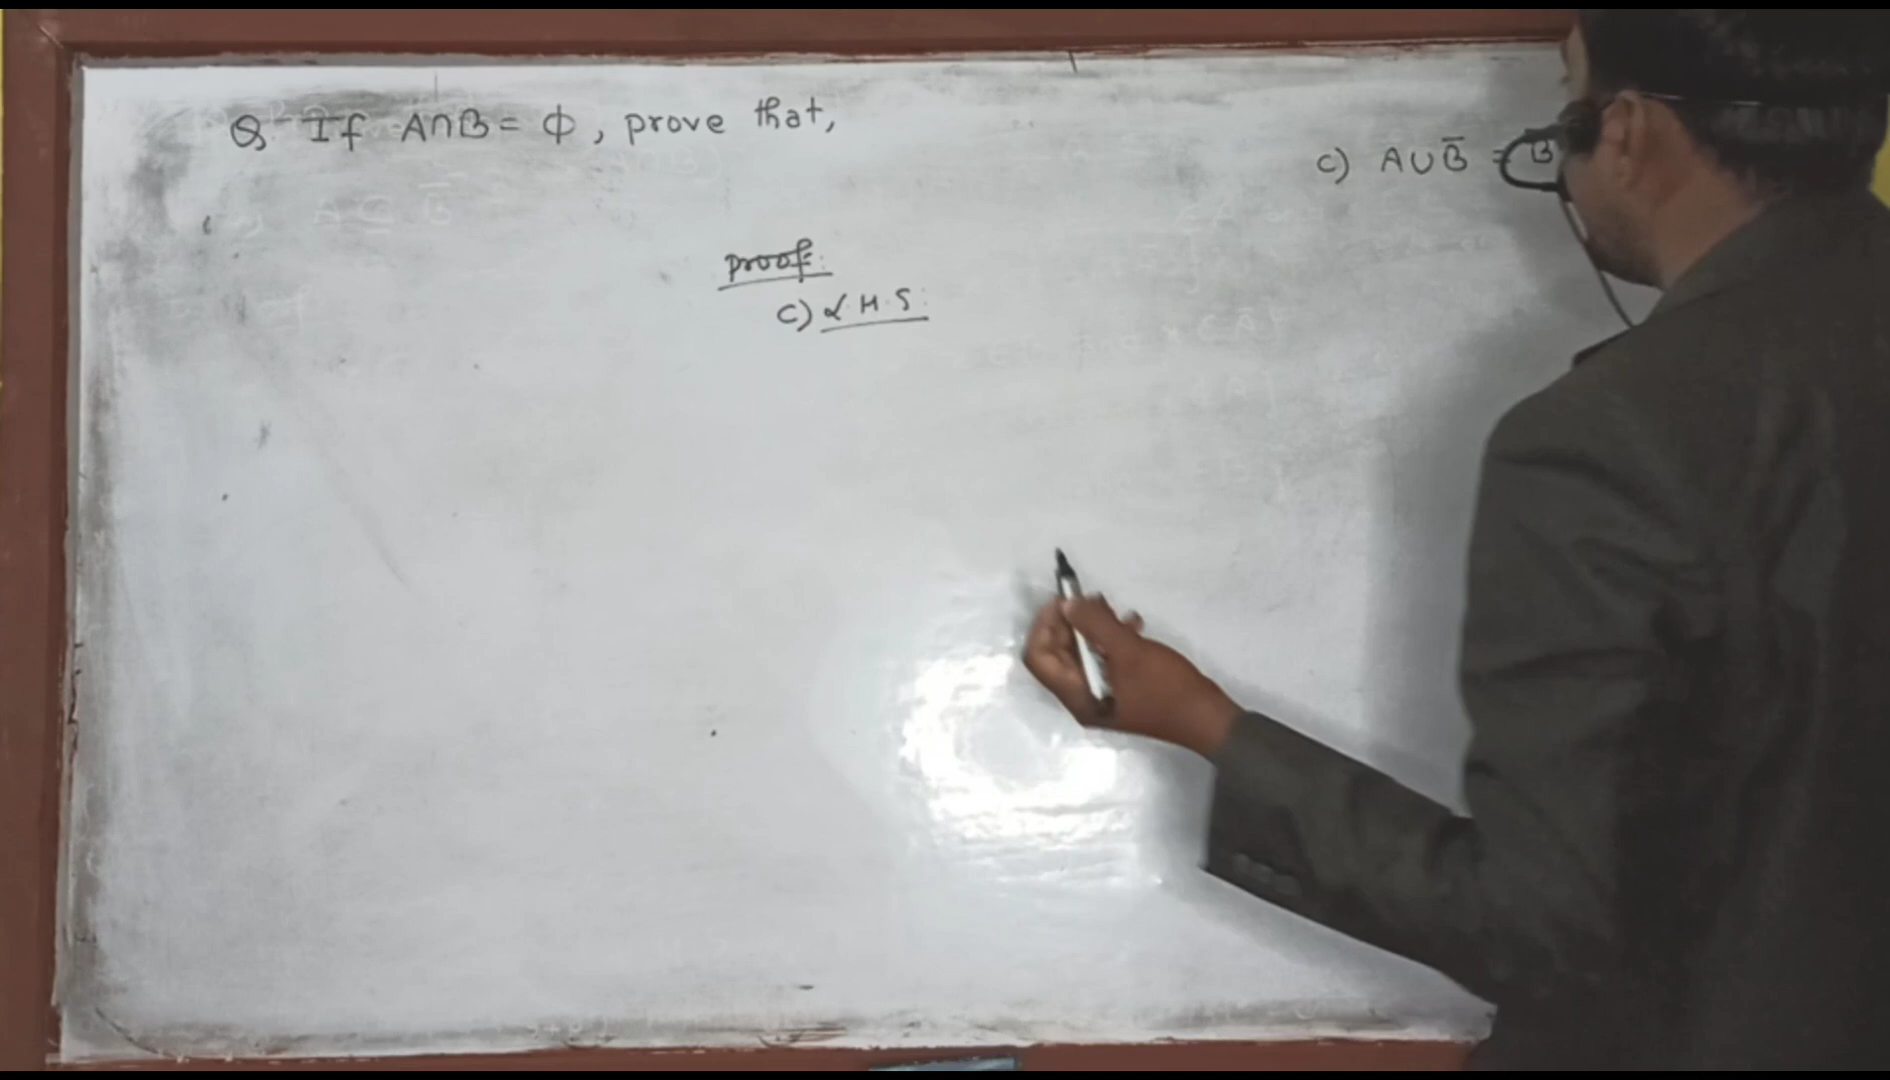 Q. If A∩B = ϕ, prove that,
c) A∪B̅ = B̅
Proof:
c) L.H.S: